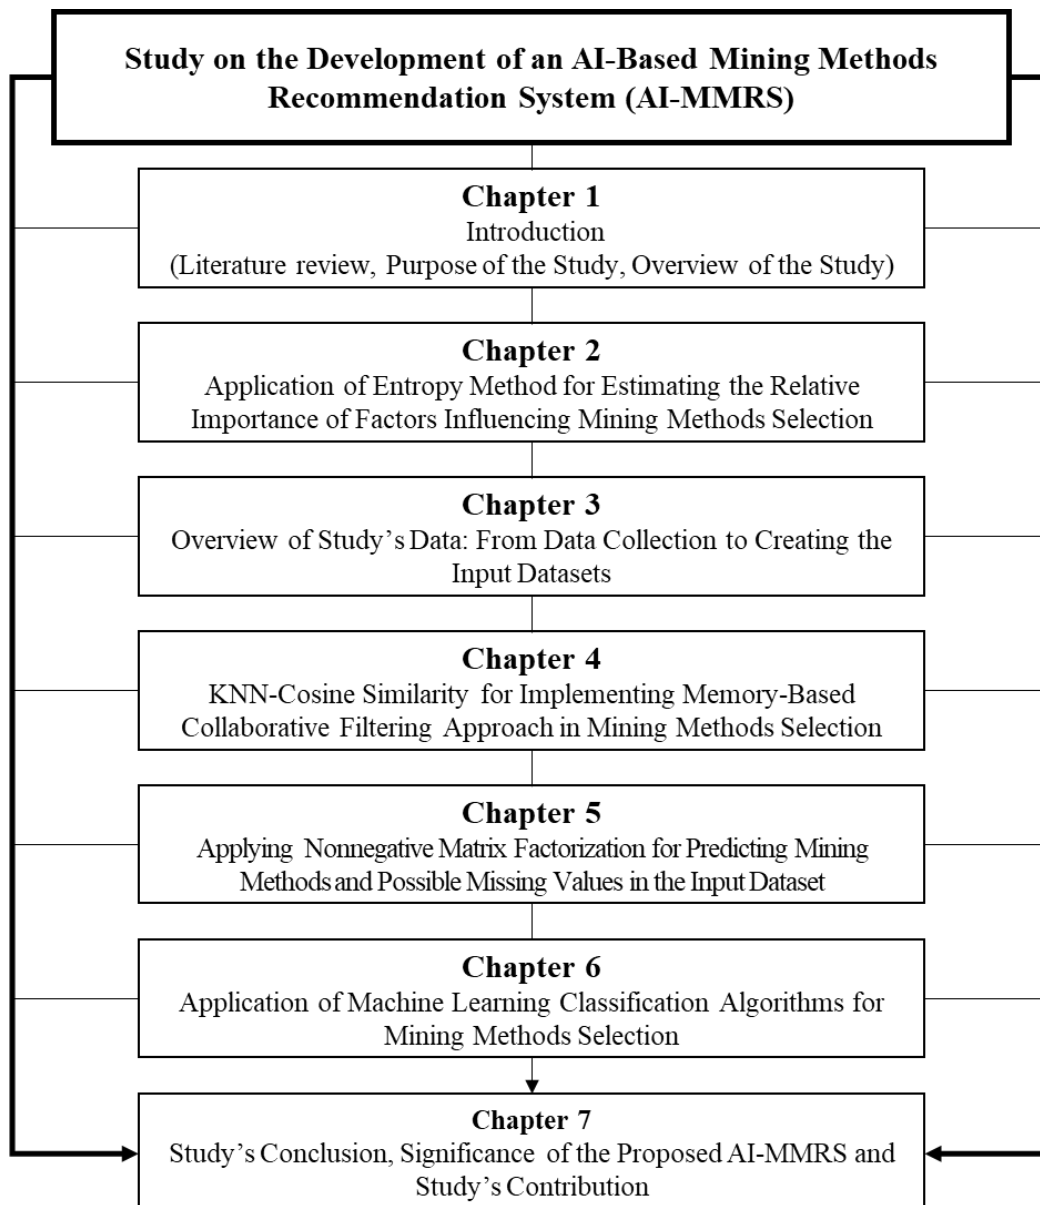 Study on the Development of an AI-Based Mining Methods
Recommendation System (AI-MMRS)
Chapter 1
Introduction
(Literature review, Purpose of the Study, Overview of the Study)
Chapter 2
Application of Entropy Method for Estimating the Relative
Importance of Factors Influencing Mining Methods Selection
Chapter 3
Overview of Study’s Data: From Data Collection to Creating the
Input Datasets
Chapter 4
KNN-Cosine Similarity for Implementing Memory-Based
Collaborative Filtering Approach in Mining Methods Selection
Chapter 5
Applying Nonnegative Matrix Factorization for Predicting Mining
Methods and Possible Missing Values in the Input Dataset
Chapter 6
Application of Machine Learning Classification Algorithms for
Mining Methods Selection
Chapter 7
Study’s Conclusion, Significance of the Proposed AI-MMRS and
Study’s Contribution